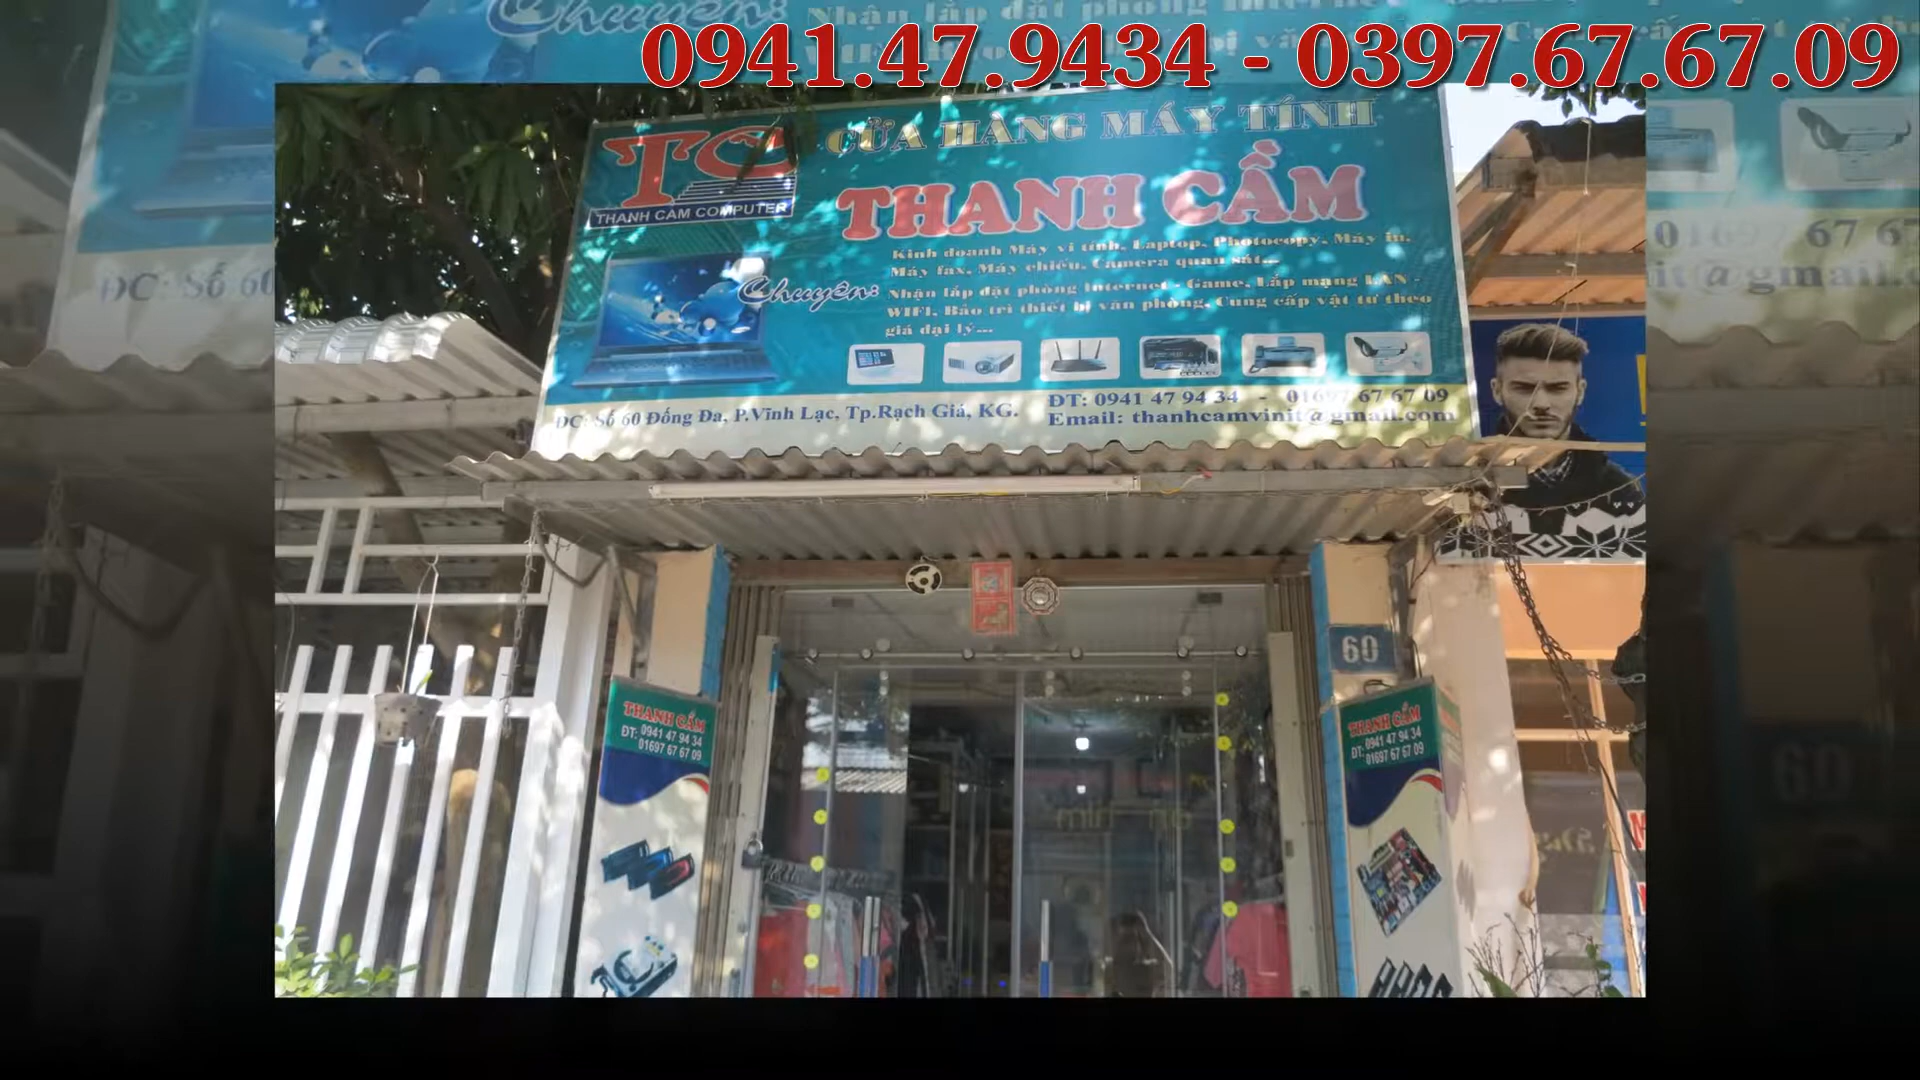 0941.47.9434 - 0397.67.67.09
TC
THANH CẦM COMPUTER
CỬA HÀNG MÁY TÍNH
THANH CẦM
Kinh doanh Máy vi tính, Laptop, Photocopy, Máy in,
Máy fax, Máy chiếu, Camera quan sát...
Chuyên:
Nhận lắp đặt phòng internet - Game, Lắp mạng LAN -
WIFI, Bảo trì thiết bị văn phòng, Cung cấp vật tư theo
giá đại lý...
ĐC: Số 60 Đống Đa, P.Vĩnh Lạc, Tp.Rạch Giá, KG.
ĐT: 0941 47 94 34 - 01697 67 67 09
Email: thanhcamvinit@gmail.com
60
THANH CẦM
ĐT: 0941 47 94 34
01697 67 67 09
THANH CẦM
ĐT: 0941 47 94 34
01697 67 67 09